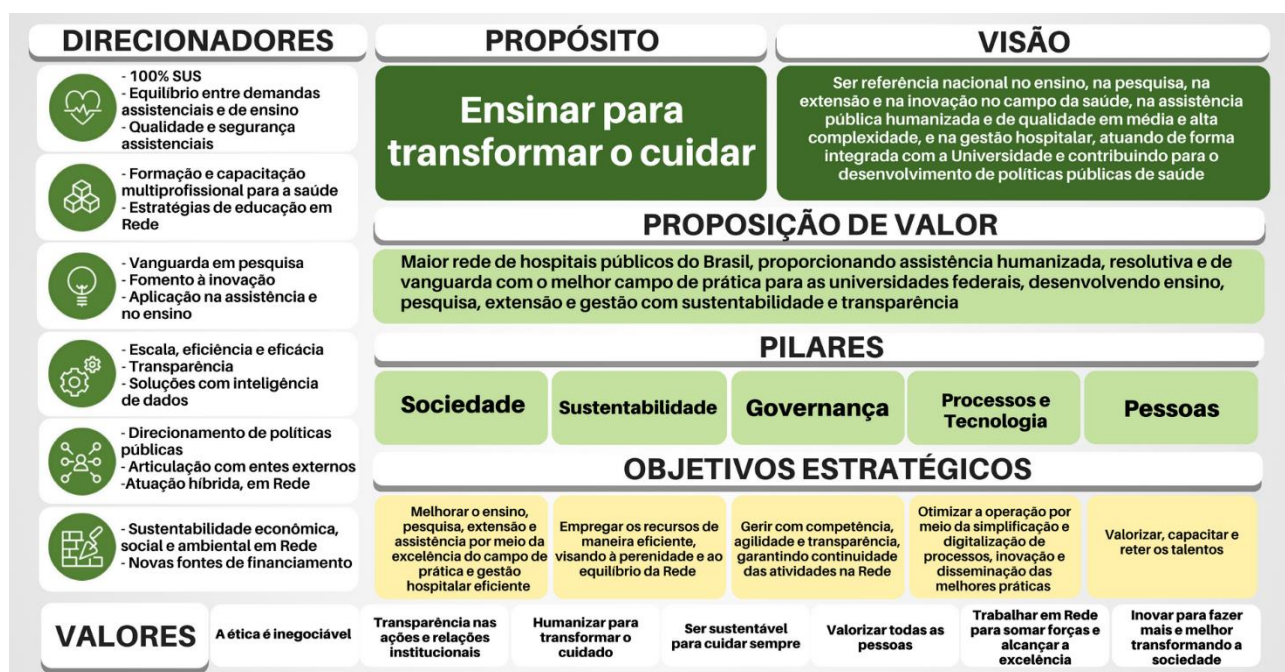 DIRECIONADORES
- 100% SUS
- Equilíbrio entre demandas
assistenciais e de ensino
- Qualidade e segurança
assistenciais
- Formação e capacitação
multiprofissional para a saúde
- Estratégias de educação em
Rede
- Vanguarda em pesquisa
- Fomento à inovação
- Aplicação na assistência e
no ensino
- Escala, eficiência e eficácia
- Transparência
- Soluções com inteligência
de dados
- Direcionamento de políticas
públicas
- Articulação com entes externos
-Atuação híbrida, em Rede
- Sustentabilidade econômica,
social e ambiental em Rede
- Novas fontes de financiamento
PROPÓSITO
Ensinar para
transformar o cuidar
VISÃO
Ser referência nacional no ensino, na pesquisa, na
extensão e na inovação no campo da saúde, na assistência
pública humanizada e de qualidade em média e alta
complexidade, e na gestão hospitalar, atuando de forma
integrada com a Universidade e contribuindo para o
desenvolvimento de políticas públicas de saúde
PROPOSIÇÃO DE VALOR
Maior rede de hospitais públicos do Brasil, proporcionando assistência humanizada, resolutiva e de
vanguarda com o melhor campo de prática para as universidades federais, desenvolvendo ensino,
pesquisa, extensão e gestão com sustentabilidade e transparência
PILARES
Sociedade
Sustentabilidade
Governança
Processos e
Tecnologia
Pessoas
OBJETIVOS ESTRATÉGICOS
Melhorar o ensino,
pesquisa, extensão e
assistência por meio da
excelência do campo de
prática e gestão
hospitalar eficiente
Empregar os recursos de
maneira eficiente,
visando à perenidade e ao
equilíbrio da Rede
Gerir com competência,
agilidade e transparência,
garantindo continuidade
das atividades na Rede
Otimizar a operação por
meio da simplificação e
digitalização de
processos, inovação e
disseminação das
melhores práticas
Valorizar, capacitar e
reter os talentos
VALORES
A ética é inegociável
Transparência nas
ações e relações
institucionais
Humanizar para
transformar o
cuidado
Ser sustentável
para cuidar sempre
Valorizar todas as
pessoas
Trabalhar em Rede
para somar forças e
alcançar a
excelência
Inovar para fazer
mais e melhor
transformando a
sociedade